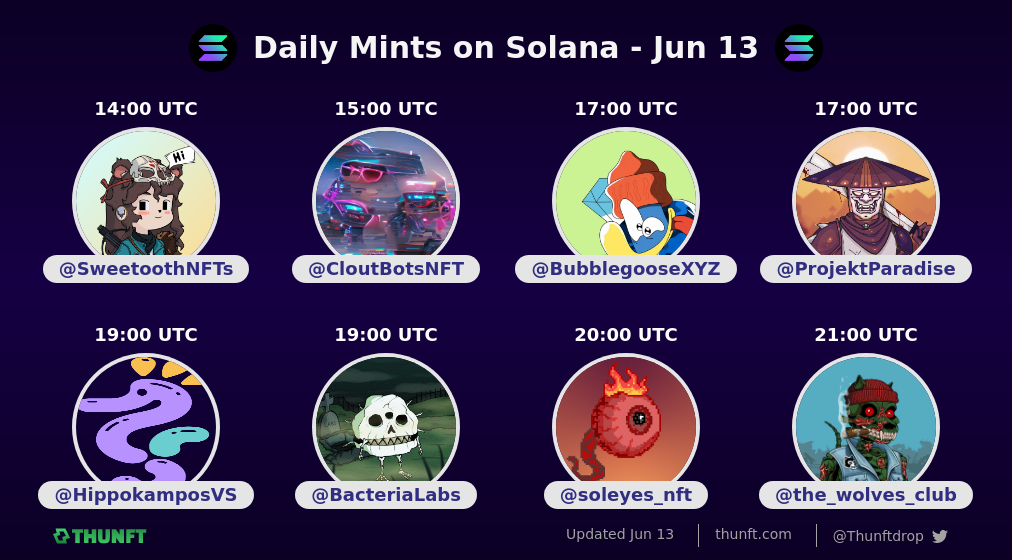 Daily Mints on Solana - Jun 13
14:00 UTC
15:00 UTC
17:00 UTC
17:00 UTC
Hi
@SweetoothNFTs
@CloutBotsNFT
@BubblegooseXYZ
@ProjektParadise
19:00 UTC
19:00 UTC
20:00 UTC
21:00 UTC
@HippokamposVS
@BacteriaLabs
@soleyes_nft
@the_wolves_club
THUNFT
Updated Jun 13
thunft.com
@Thunftdrop